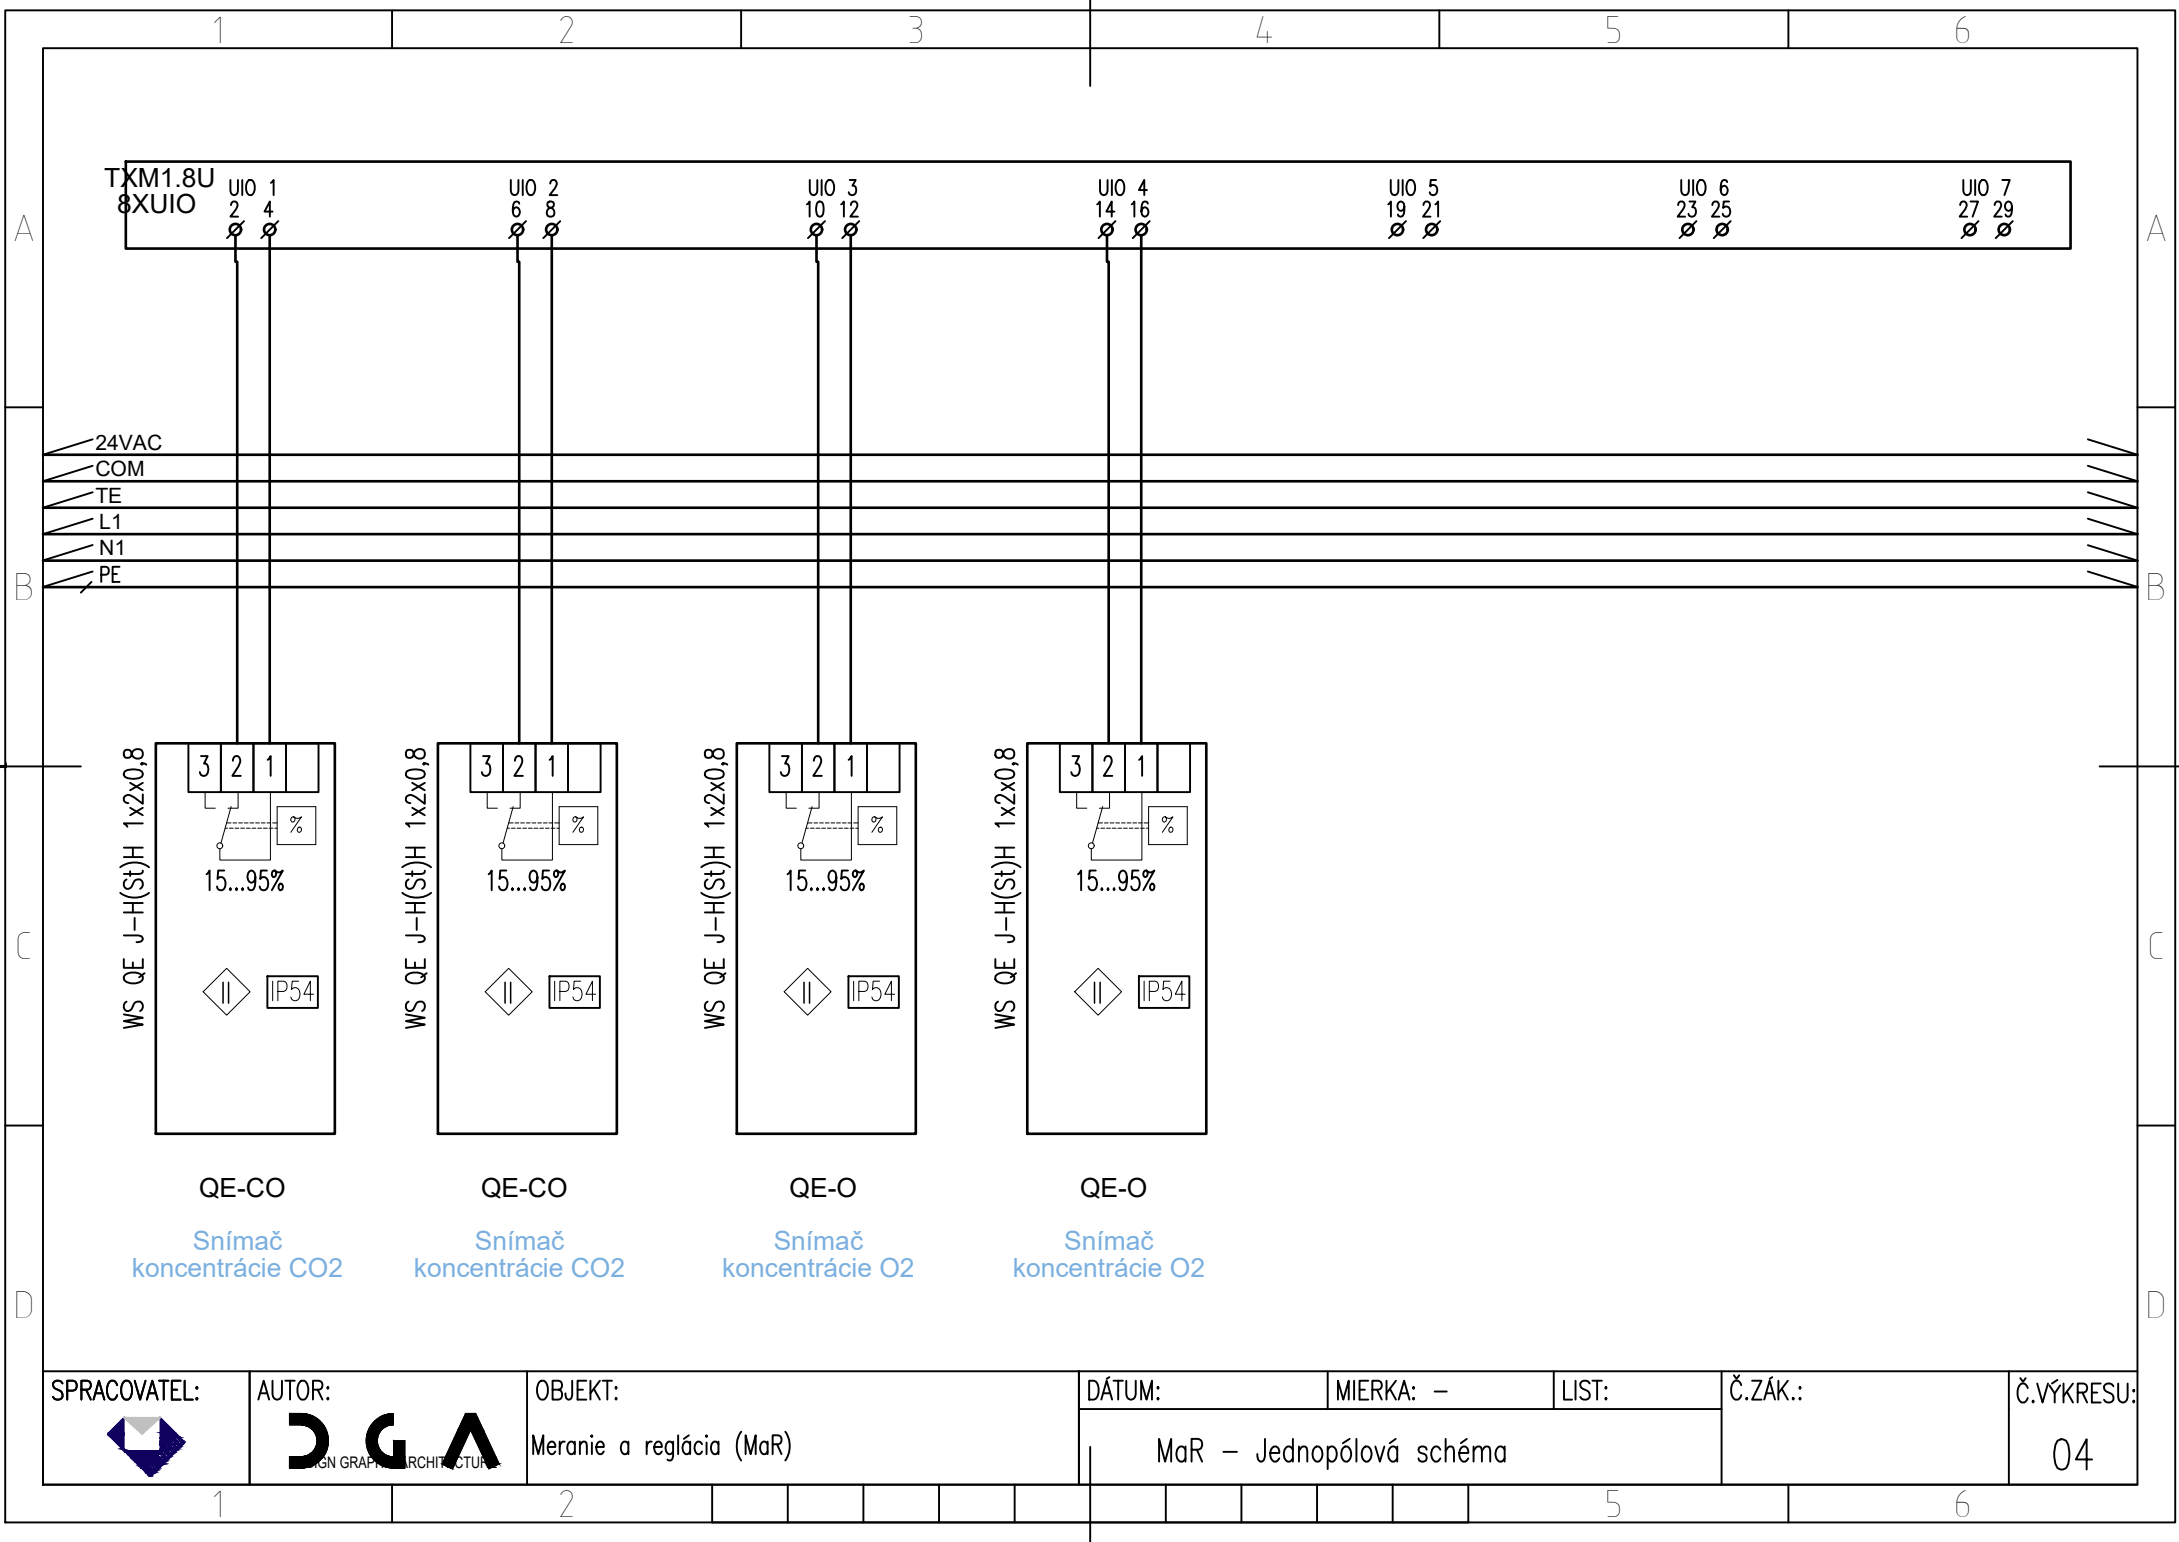 1 2 3 4 5 6
TXM1.8U
8XUIO
UIO 1 UIO 2 UIO 3 UIO 4 UIO 5 UIO 6 UIO 7
2 4 6 8 10 12 14 16 19 21 23 25 27 29
A A
24VAC
COM
TE
L1
N1
PE
B B
WS QE J-H(St)H 1x2x0,8
3 2 1
%
15...95%
II IP54
WS QE J-H(St)H 1x2x0,8
3 2 1
%
15...95%
II IP54
WS QE J-H(St)H 1x2x0,8
3 2 1
%
15...95%
II IP54
WS QE J-H(St)H 1x2x0,8
3 2 1
%
15...95%
II IP54
C C
QE-CO QE-CO QE-O QE-O
Snímač
koncentrácie CO2
Snímač
koncentrácie CO2
Snímač
koncentrácie O2
Snímač
koncentrácie O2
D D
SPRACOVATEL:
AUTOR:
DGA
OBJEKT:
Meranie a reglácia (MaR)
DÁTUM:
MIERKA: –
LIST:
MaR – Jednopólová schéma
Č.ZÁK.:
Č.VÝKRESU:
04
1 2 5 6